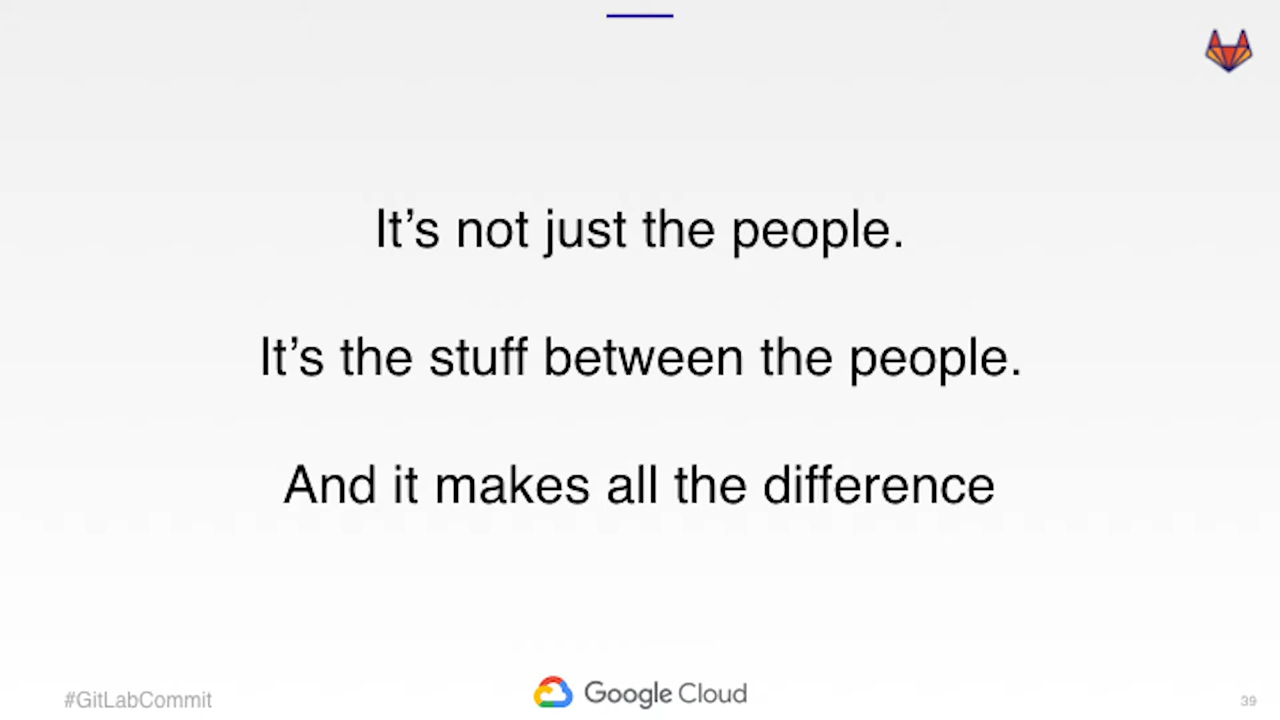 It’s not just the people.
It’s the stuff between the people.
And it makes all the difference
#GitLabCommit
Google Cloud
39